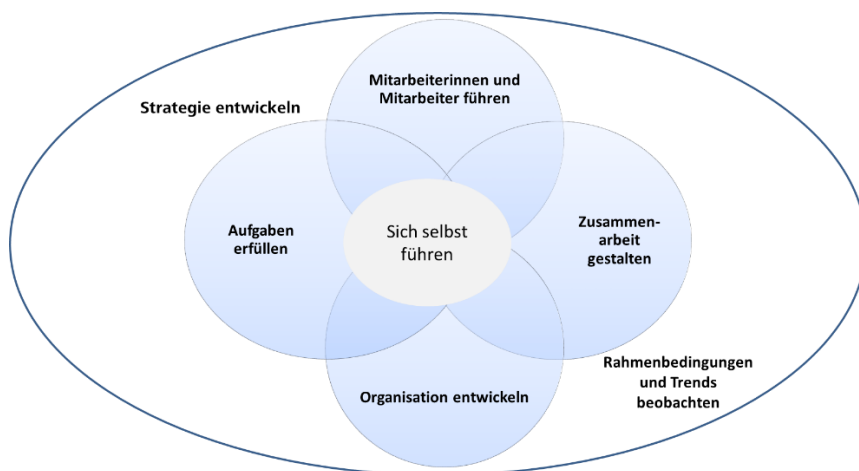 Mitarbeiterinnen und
Mitarbeiter führen
Strategie entwickeln
Aufgaben
erfüllen
Sich selbst
führen
Zusammen-
arbeit
gestalten
Organisation entwickeln
Rahmenbedingungen
und Trends
beobachten